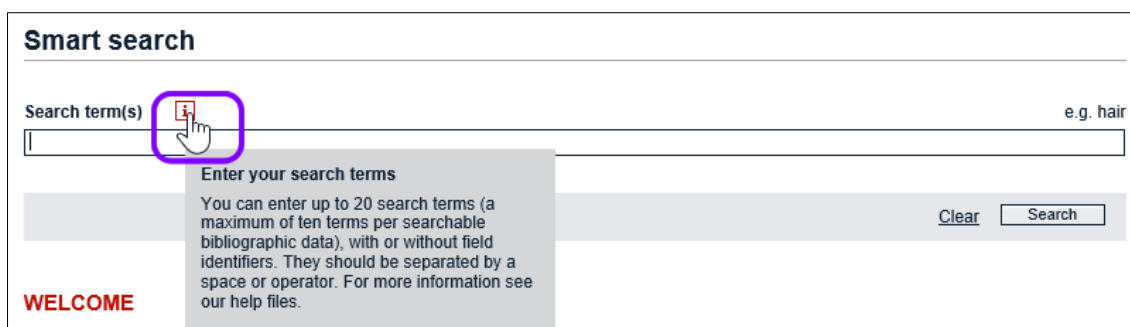 Smart search
Search term(s) i e.g. hair
Enter your search terms
You can enter up to 20 search terms (a
maximum of ten terms per searchable
bibliographic data), with or without field
identifiers. They should be separated by a
space or operator. For more information see
our help files.
Clear Search
WELCOME